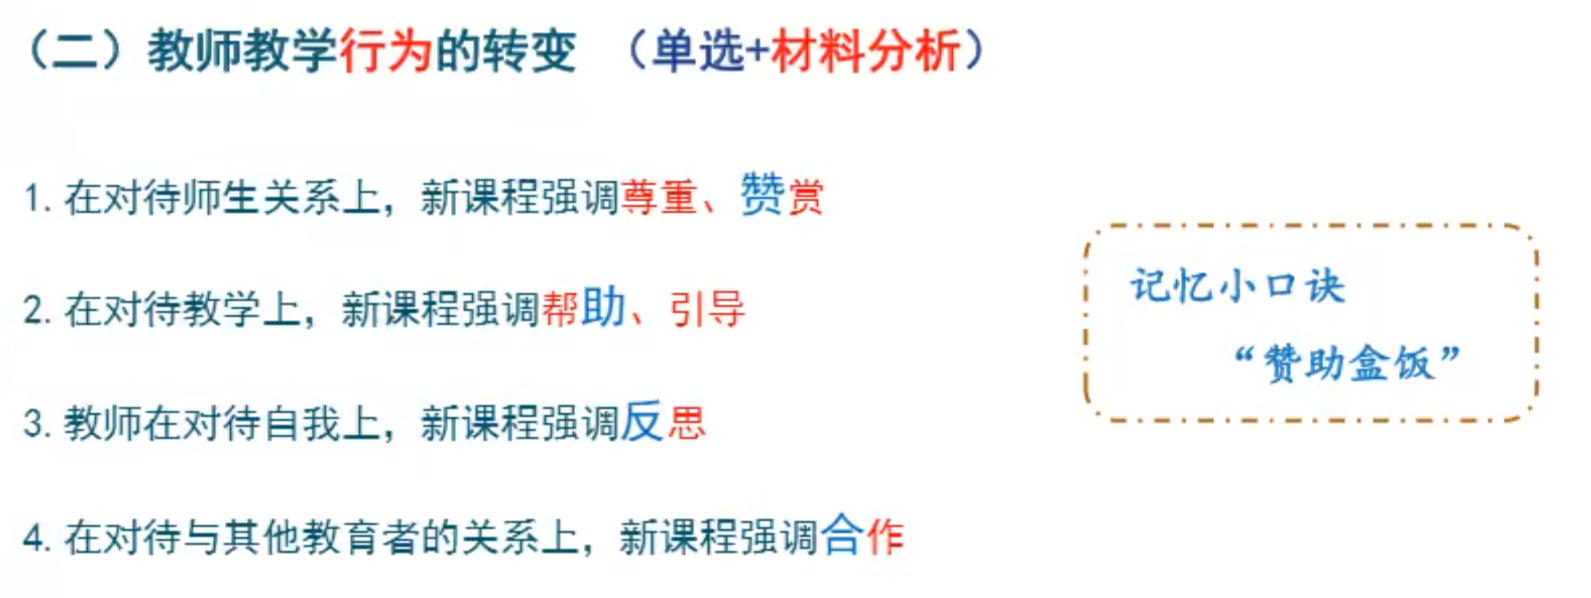 （二）教师教学行为的转变 （单选+材料分析）
1. 在对待师生关系上，新课程强调尊重、赞赏
2. 在对待教学上，新课程强调帮助、引导
3. 教师在对待自我上，新课程强调反思
4. 在对待与其他教育者的关系上，新课程强调合作
记忆小口诀
“赞助盒饭”